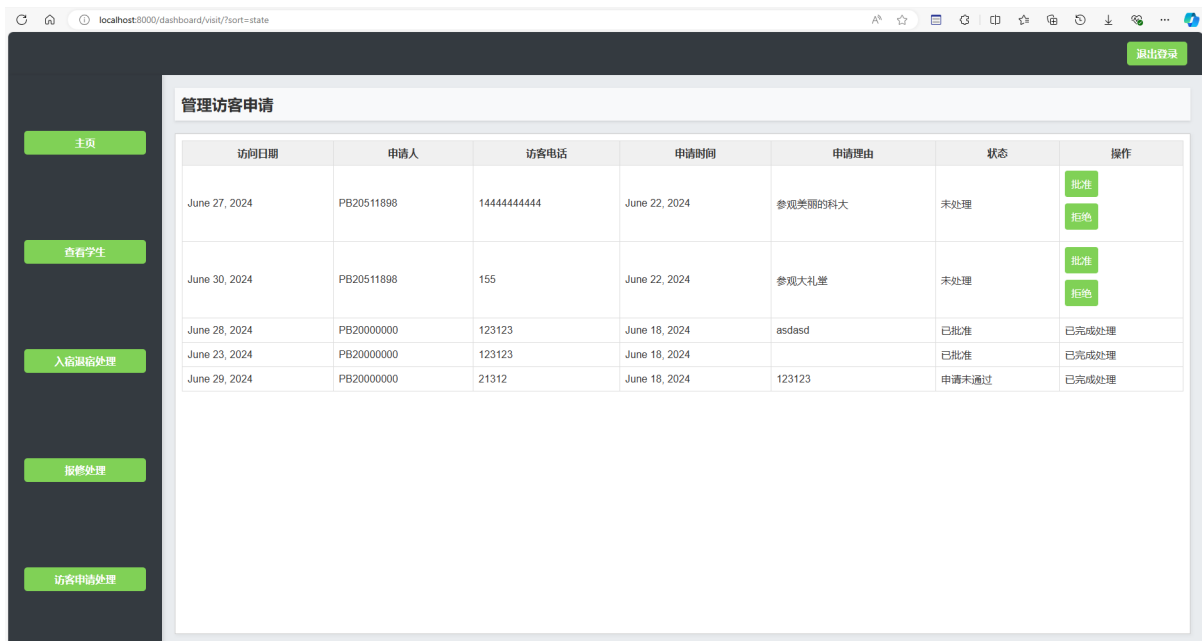 localhost:8000/dashboard/visit/?sort=state
退出登录
管理访客申请
主页
查看学生
入宿退宿处理
报修处理
访客申请处理
访问日期 申请人 访客电话 申请时间 申请理由 状态 操作
June 27, 2024 PB20511898 14444444444 June 22, 2024 参观美丽的科大 未处理 批准
拒绝
June 30, 2024 PB20511898 155 June 22, 2024 参观大礼堂 未处理 批准
拒绝
June 28, 2024 PB20000000 123123 June 18, 2024 asdasd 已批准 已完成处理
June 23, 2024 PB20000000 123123 June 18, 2024 已批准 已完成处理
June 29, 2024 PB20000000 21312 June 18, 2024 123123 申请未通过 已完成处理